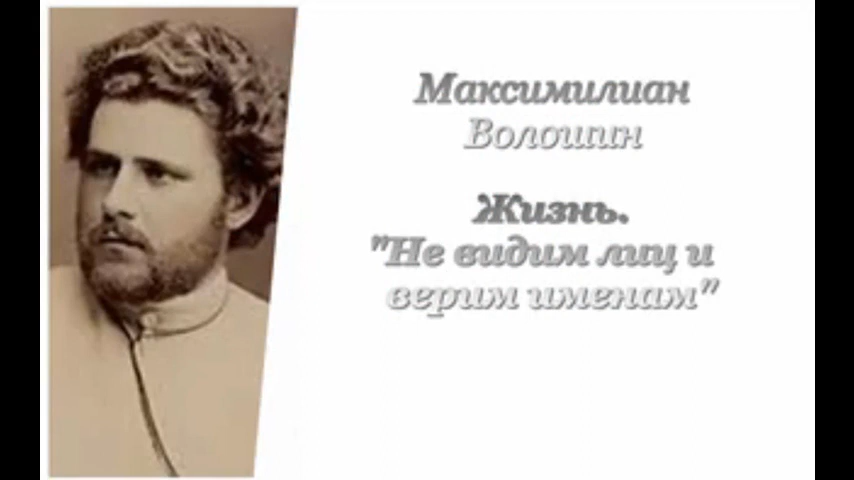 Максимилиан
Волошин
Жизнь.
"Не видим лиц и
верим именам"